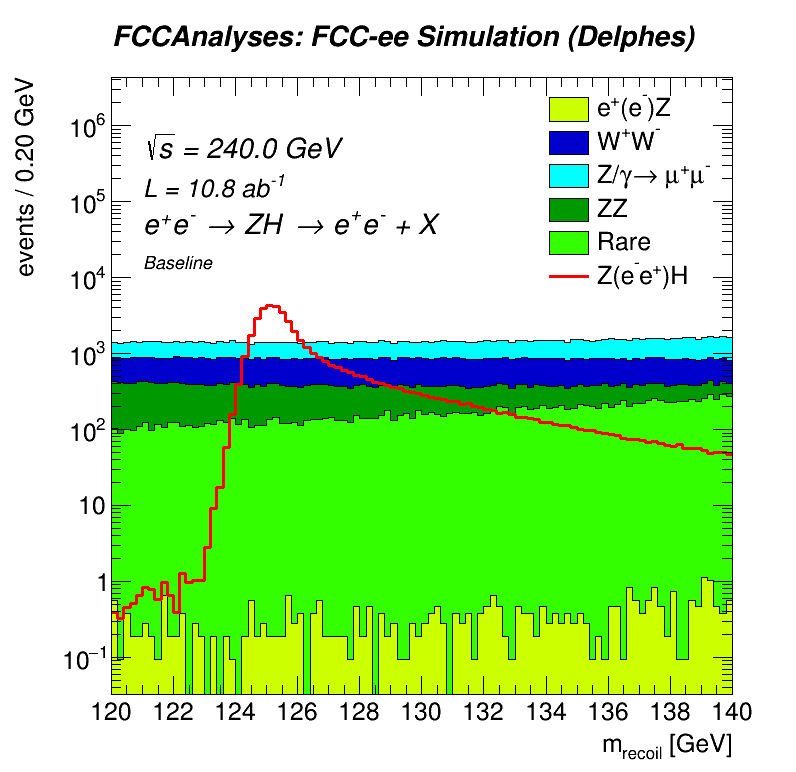 FCCAnalyses: FCC-ee Simulation (Delphes)
events / 0.20 GeV
10⁶
10⁵
10⁴
10³
10²
10
1
10⁻¹
√s = 240.0 GeV
L = 10.8 ab⁻¹
e⁺e⁻ → ZH → e⁺e⁻ + X
Baseline
e⁺(e⁻)Z
W⁺W⁻
Z/γ→ μ⁺μ⁻
ZZ
Rare
Z(e⁻e⁺)H
120 122 124 126 128 130 132 134 136 138 140
m_recoil [GeV]